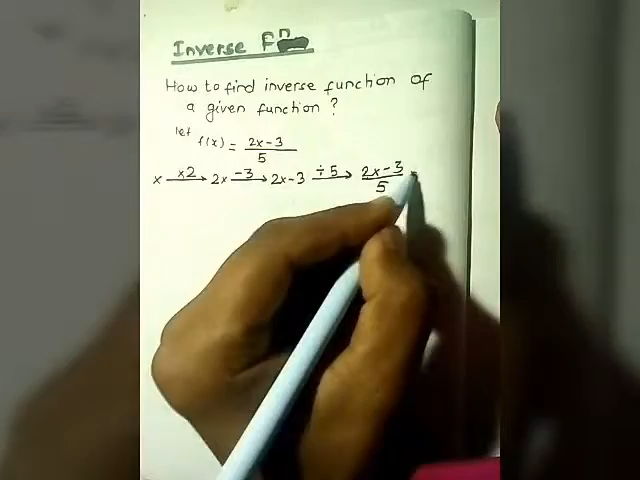 Inverse Fn
How to find inverse function of
a given function ?
let
f(x) = 2x-3/5
x ×2→ 2x -3→ 2x-3 ÷5→ 2x-3/5